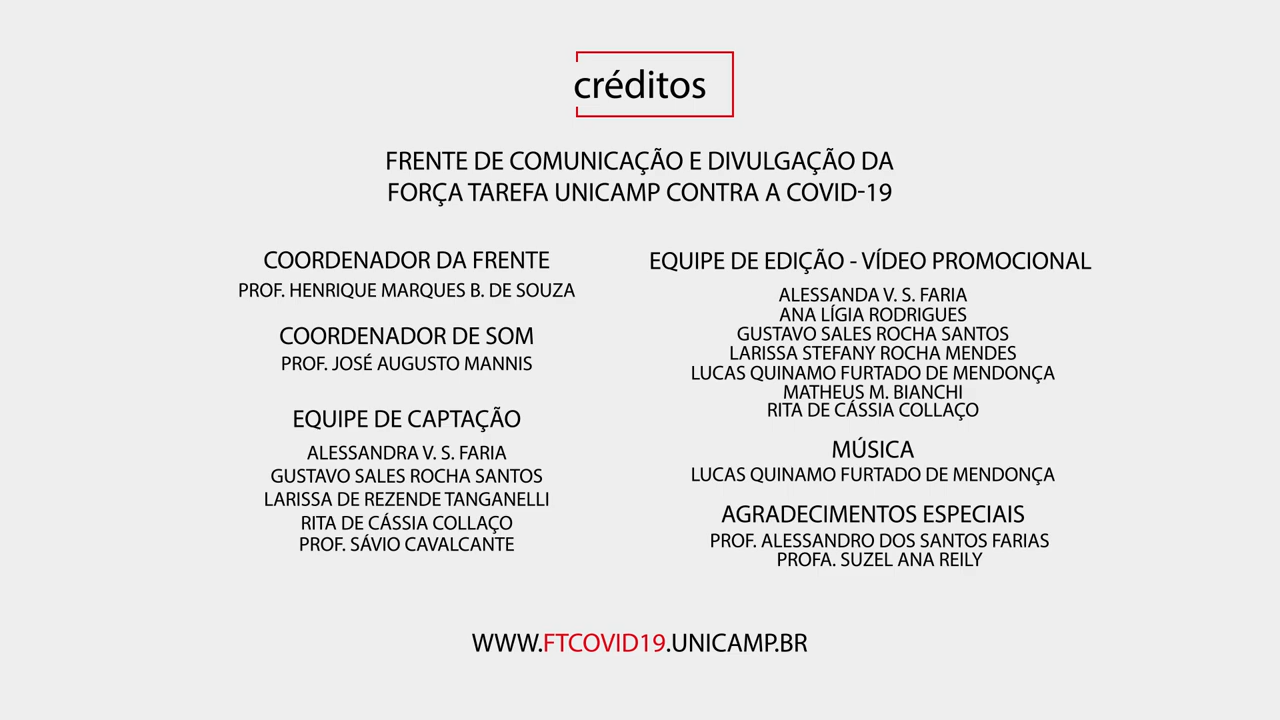 créditos
FRENTE DE COMUNICAÇÃO E DIVULGAÇÃO DA
FORÇA TAREFA UNICAMP CONTRA A COVID-19
COORDENADOR DA FRENTE
PROF. HENRIQUE MARQUES B. DE SOUZA
COORDENADOR DE SOM
PROF. JOSÉ AUGUSTO MANNIS
EQUIPE DE CAPTAÇÃO
ALESSANDRA V. S. FARIA
GUSTAVO SALES ROCHA SANTOS
LARISSA DE REZENDE TANGANELLI
RITA DE CÁSSIA COLLAÇO
PROF. SÁVIO CAVALCANTE
EQUIPE DE EDIÇÃO - VÍDEO PROMOCIONAL
ALESSANDA V. S. FARIA
ANA LÍGIA RODRIGUES
GUSTAVO SALES ROCHA SANTOS
LARISSA STEFANY ROCHA MENDES
LUCAS QUINAMO FURTADO DE MENDONÇA
MATHEUS M. BIANCHI
RITA DE CÁSSIA COLLAÇO
MÚSICA
LUCAS QUINAMO FURTADO DE MENDONÇA
AGRADECIMENTOS ESPECIAIS
PROF. ALESSANDRO DOS SANTOS FARIAS
PROFA. SUZEL ANA REILY
WWW.FTCOVID19.UNICAMP.BR